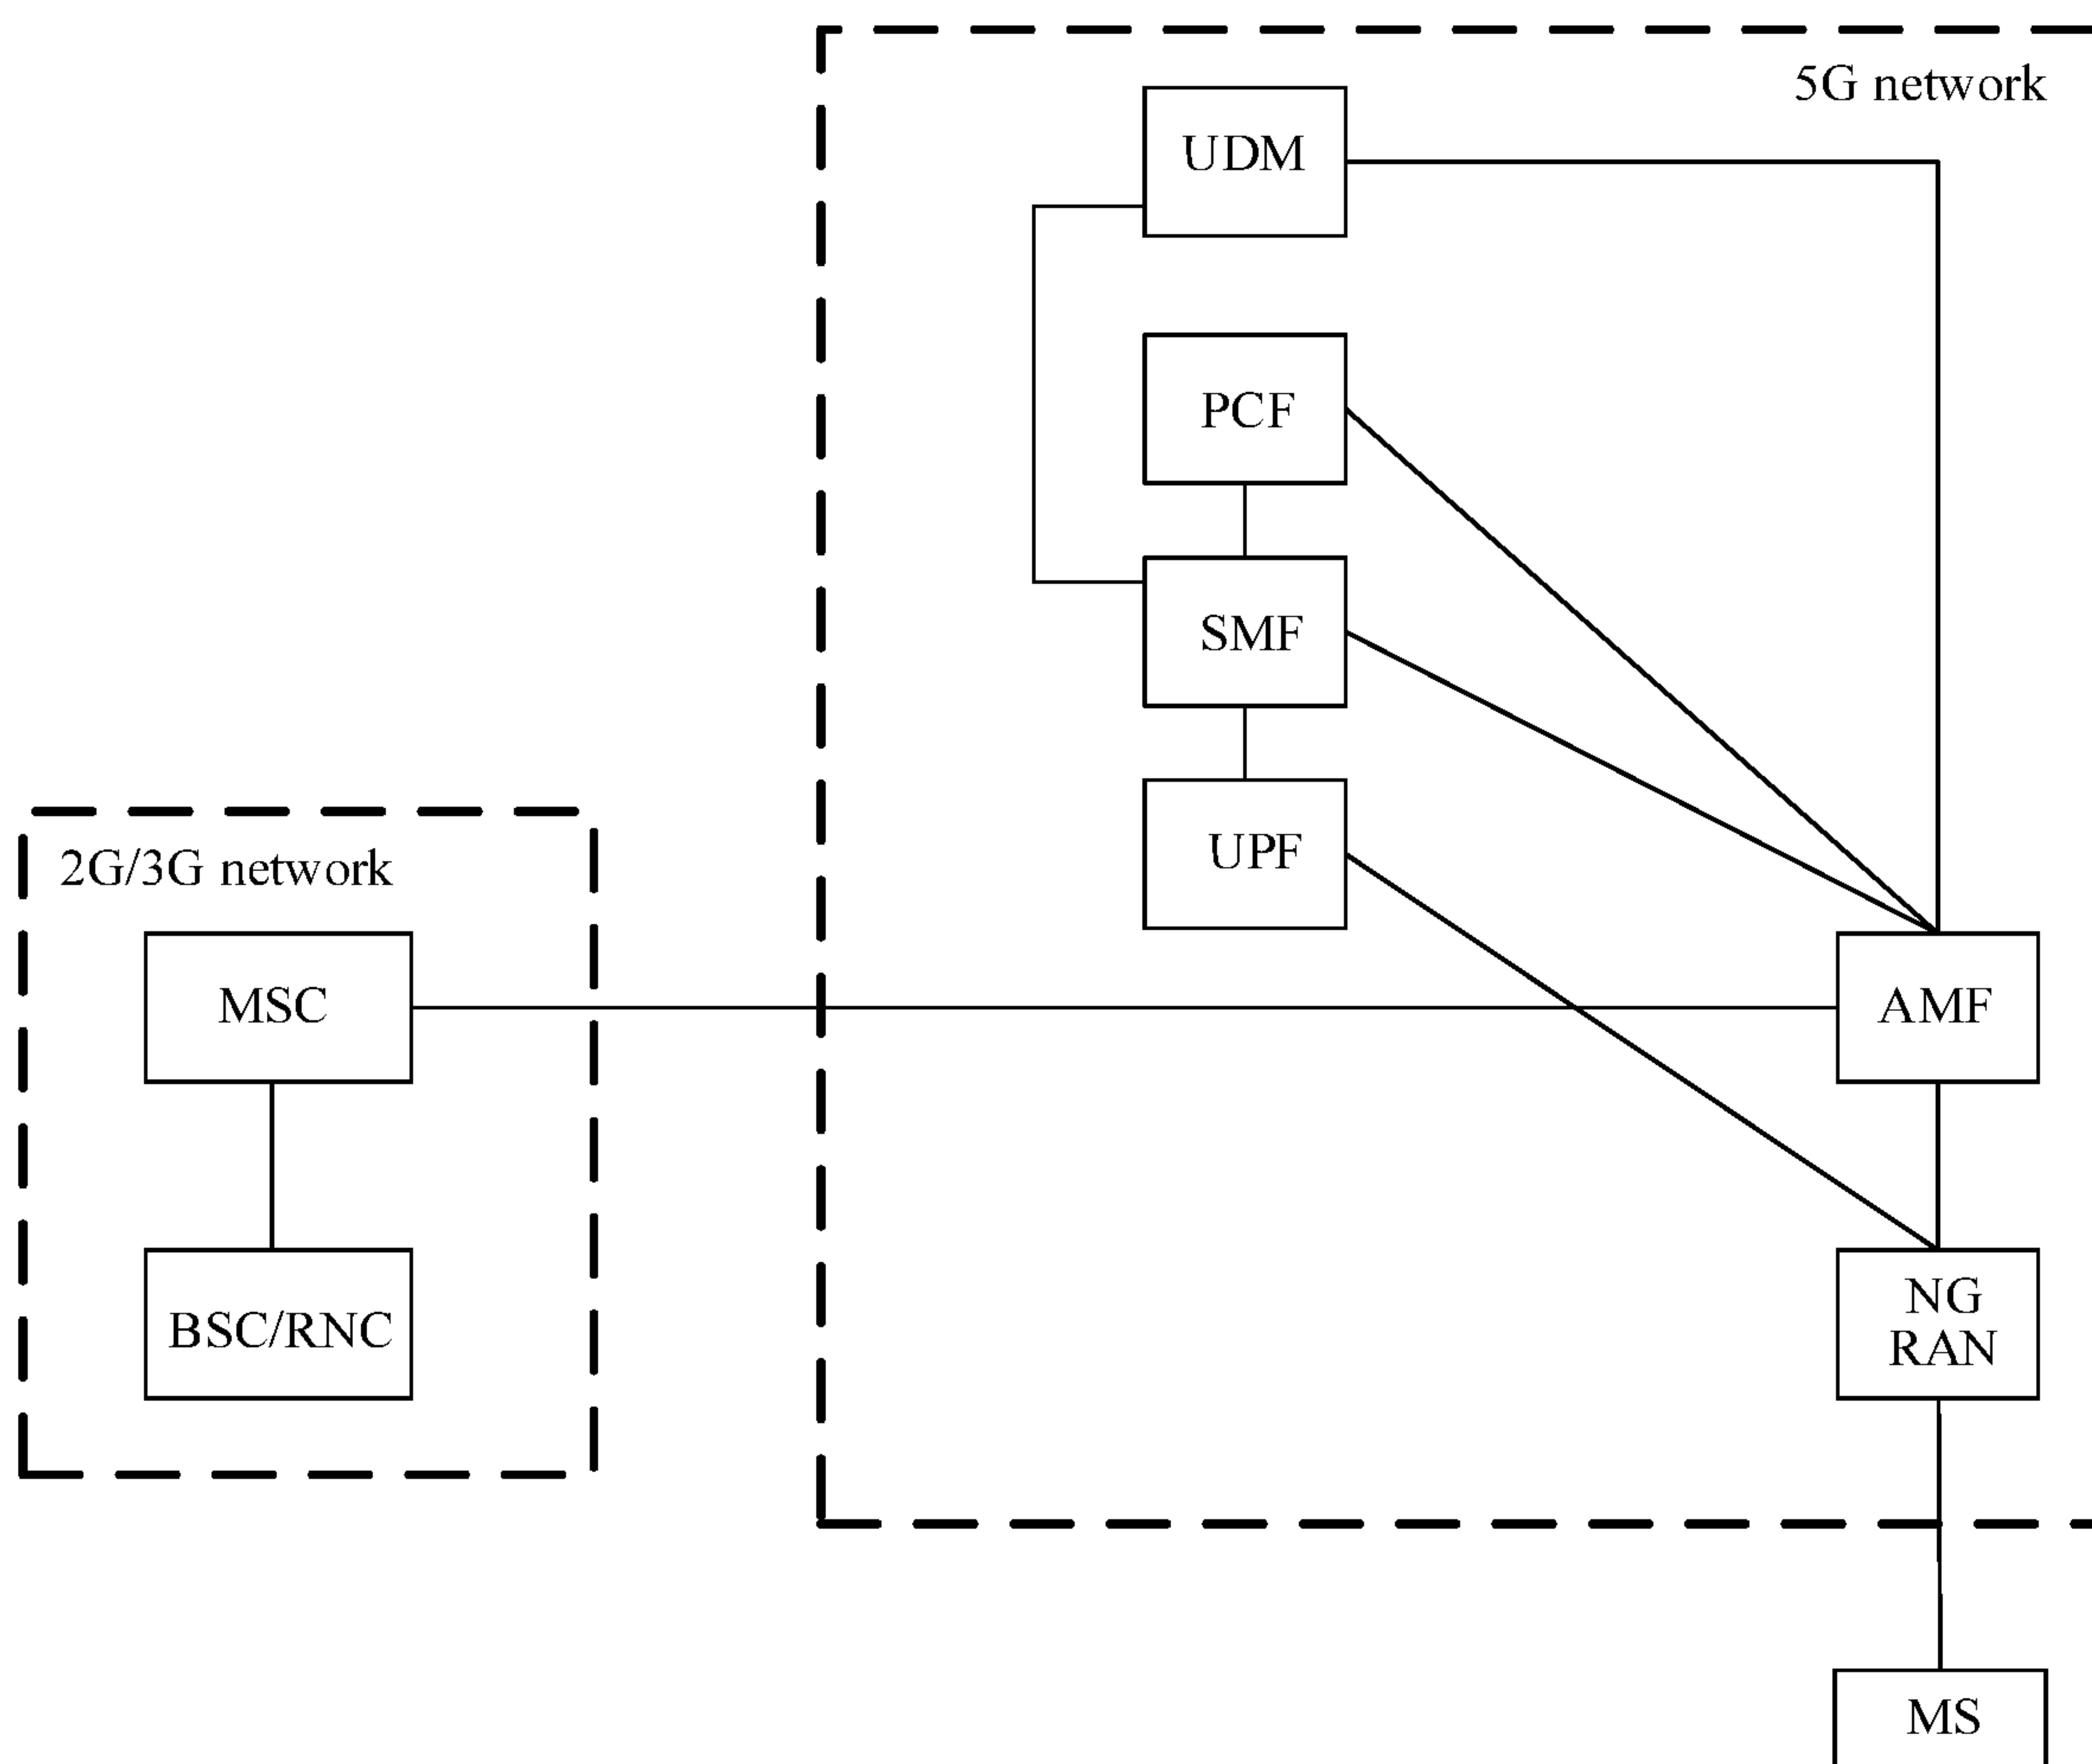 5G network
UDM
PCF
SMF
UPF
2G/3G network
MSC
AMF
BSC/RNC
NG
RAN
MS